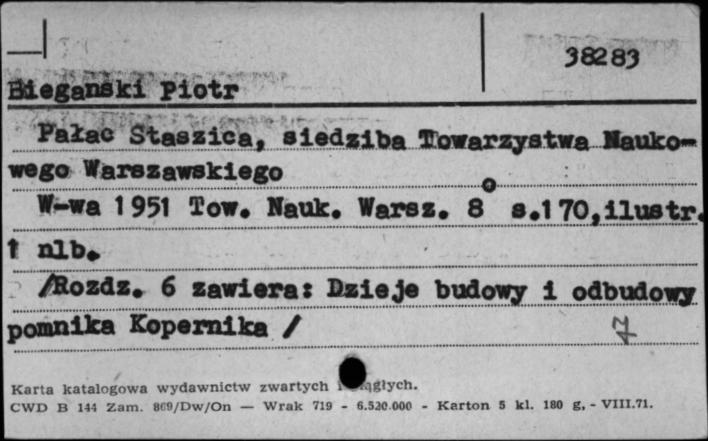 38283
Biegański Piotr
Pałac Staszica, siedziba Towarzystwa Nauko-
wego Warszawskiego
W-wa 1951 Tow. Nauk. Warsz. 8° s.170,ilustr.
1 nlb.
/Rozdz. 6 zawiera: Dzieje budowy i odbudowy
pomnika Kopernika /
Karta katalogowa wydawnictw zwartych i ciągłych.
CWD B 144 Zam. 869/Dw/On — Wrak 719 - 6.520.000 - Karton 5 kl. 180 g. - VIII.71.